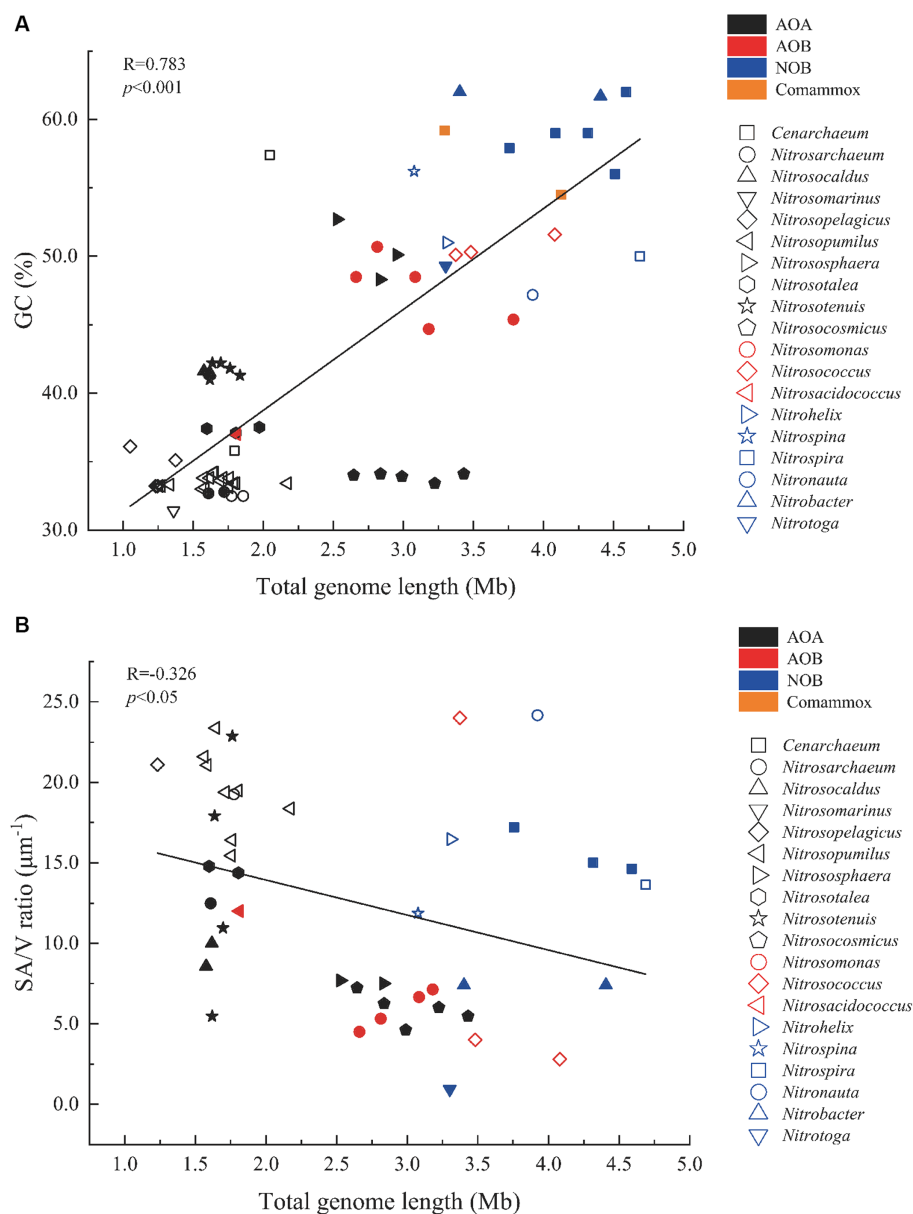 A
R=0.783
p<0.001
GC (%)
60.0
50.0
40.0
30.0
1.0 1.5 2.0 2.5 3.0 3.5 4.0 4.5 5.0
Total genome length (Mb)
AOA
AOB
NOB
Comammox
Cenarchaeum
Nitrosarchaeum
Nitrosocaldus
Nitrosomarinus
Nitrosopelagicus
Nitrosopumilus
Nitrososphaera
Nitrosotalea
Nitrosotenuis
Nitrosocosmicus
Nitrosomonas
Nitrosococcus
Nitrosacidococcus
Nitrohelix
Nitrospina
Nitrospira
Nitronauta
Nitrobacter
Nitrotoga
B
R=-0.326
p<0.05
SA/V ratio (μm⁻¹)
25.0
20.0
15.0
10.0
5.0
0.0
1.0 1.5 2.0 2.5 3.0 3.5 4.0 4.5 5.0
Total genome length (Mb)
AOA
AOB
NOB
Comammox
Cenarchaeum
Nitrosarchaeum
Nitrosocaldus
Nitrosomarinus
Nitrosopelagicus
Nitrosopumilus
Nitrososphaera
Nitrosotalea
Nitrosotenuis
Nitrosocosmicus
Nitrosomonas
Nitrosococcus
Nitrosacidococcus
Nitrohelix
Nitrospina
Nitrospira
Nitronauta
Nitrobacter
Nitrotoga